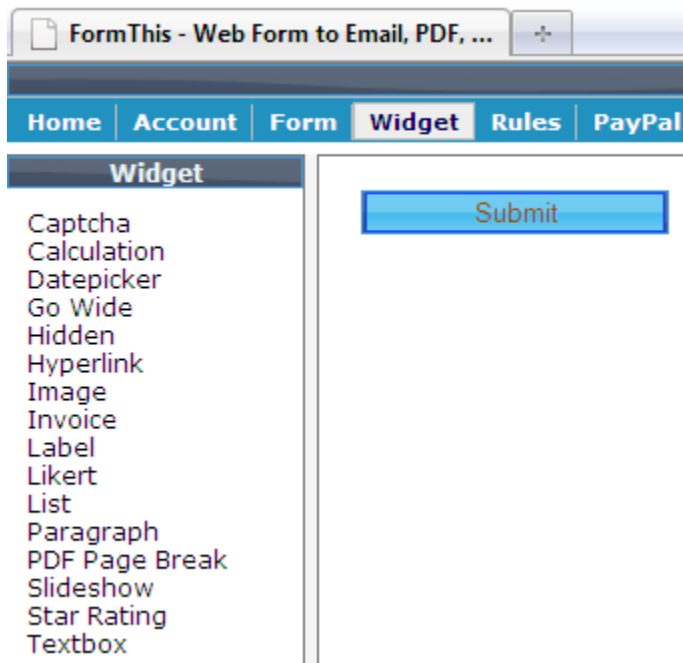 FormThis - Web Form to Email, PDF, ...
Home Account Form Widget Rules PayPal
Widget
Captcha
Calculation
Datepicker
Go Wide
Hidden
Hyperlink
Image
Invoice
Label
Likert
List
Paragraph
PDF Page Break
Slideshow
Star Rating
Textbox
Submit